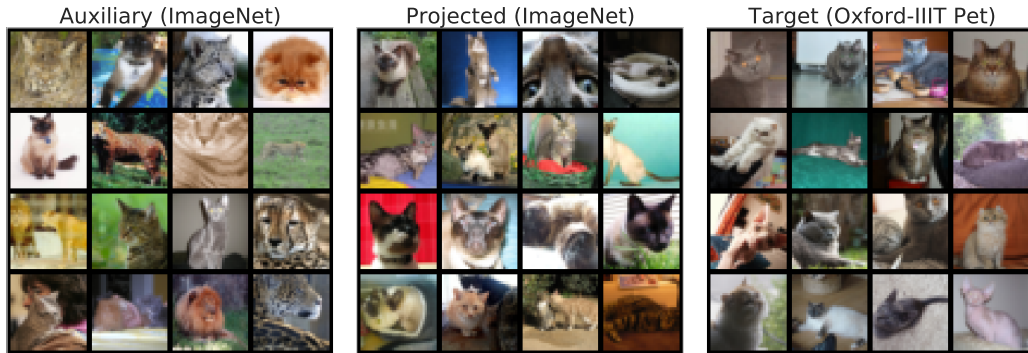 Auxiliary (ImageNet)
Projected (ImageNet)
Target (Oxford-IIIT Pet)